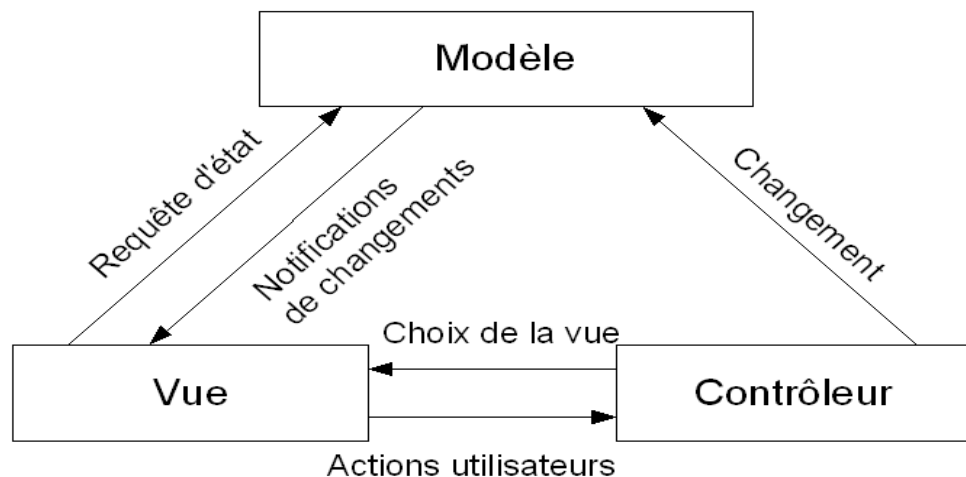 Modèle
Requête d'état
Notifications
de changements
Changement
Choix de la vue
Vue
Contrôleur
Actions utilisateurs